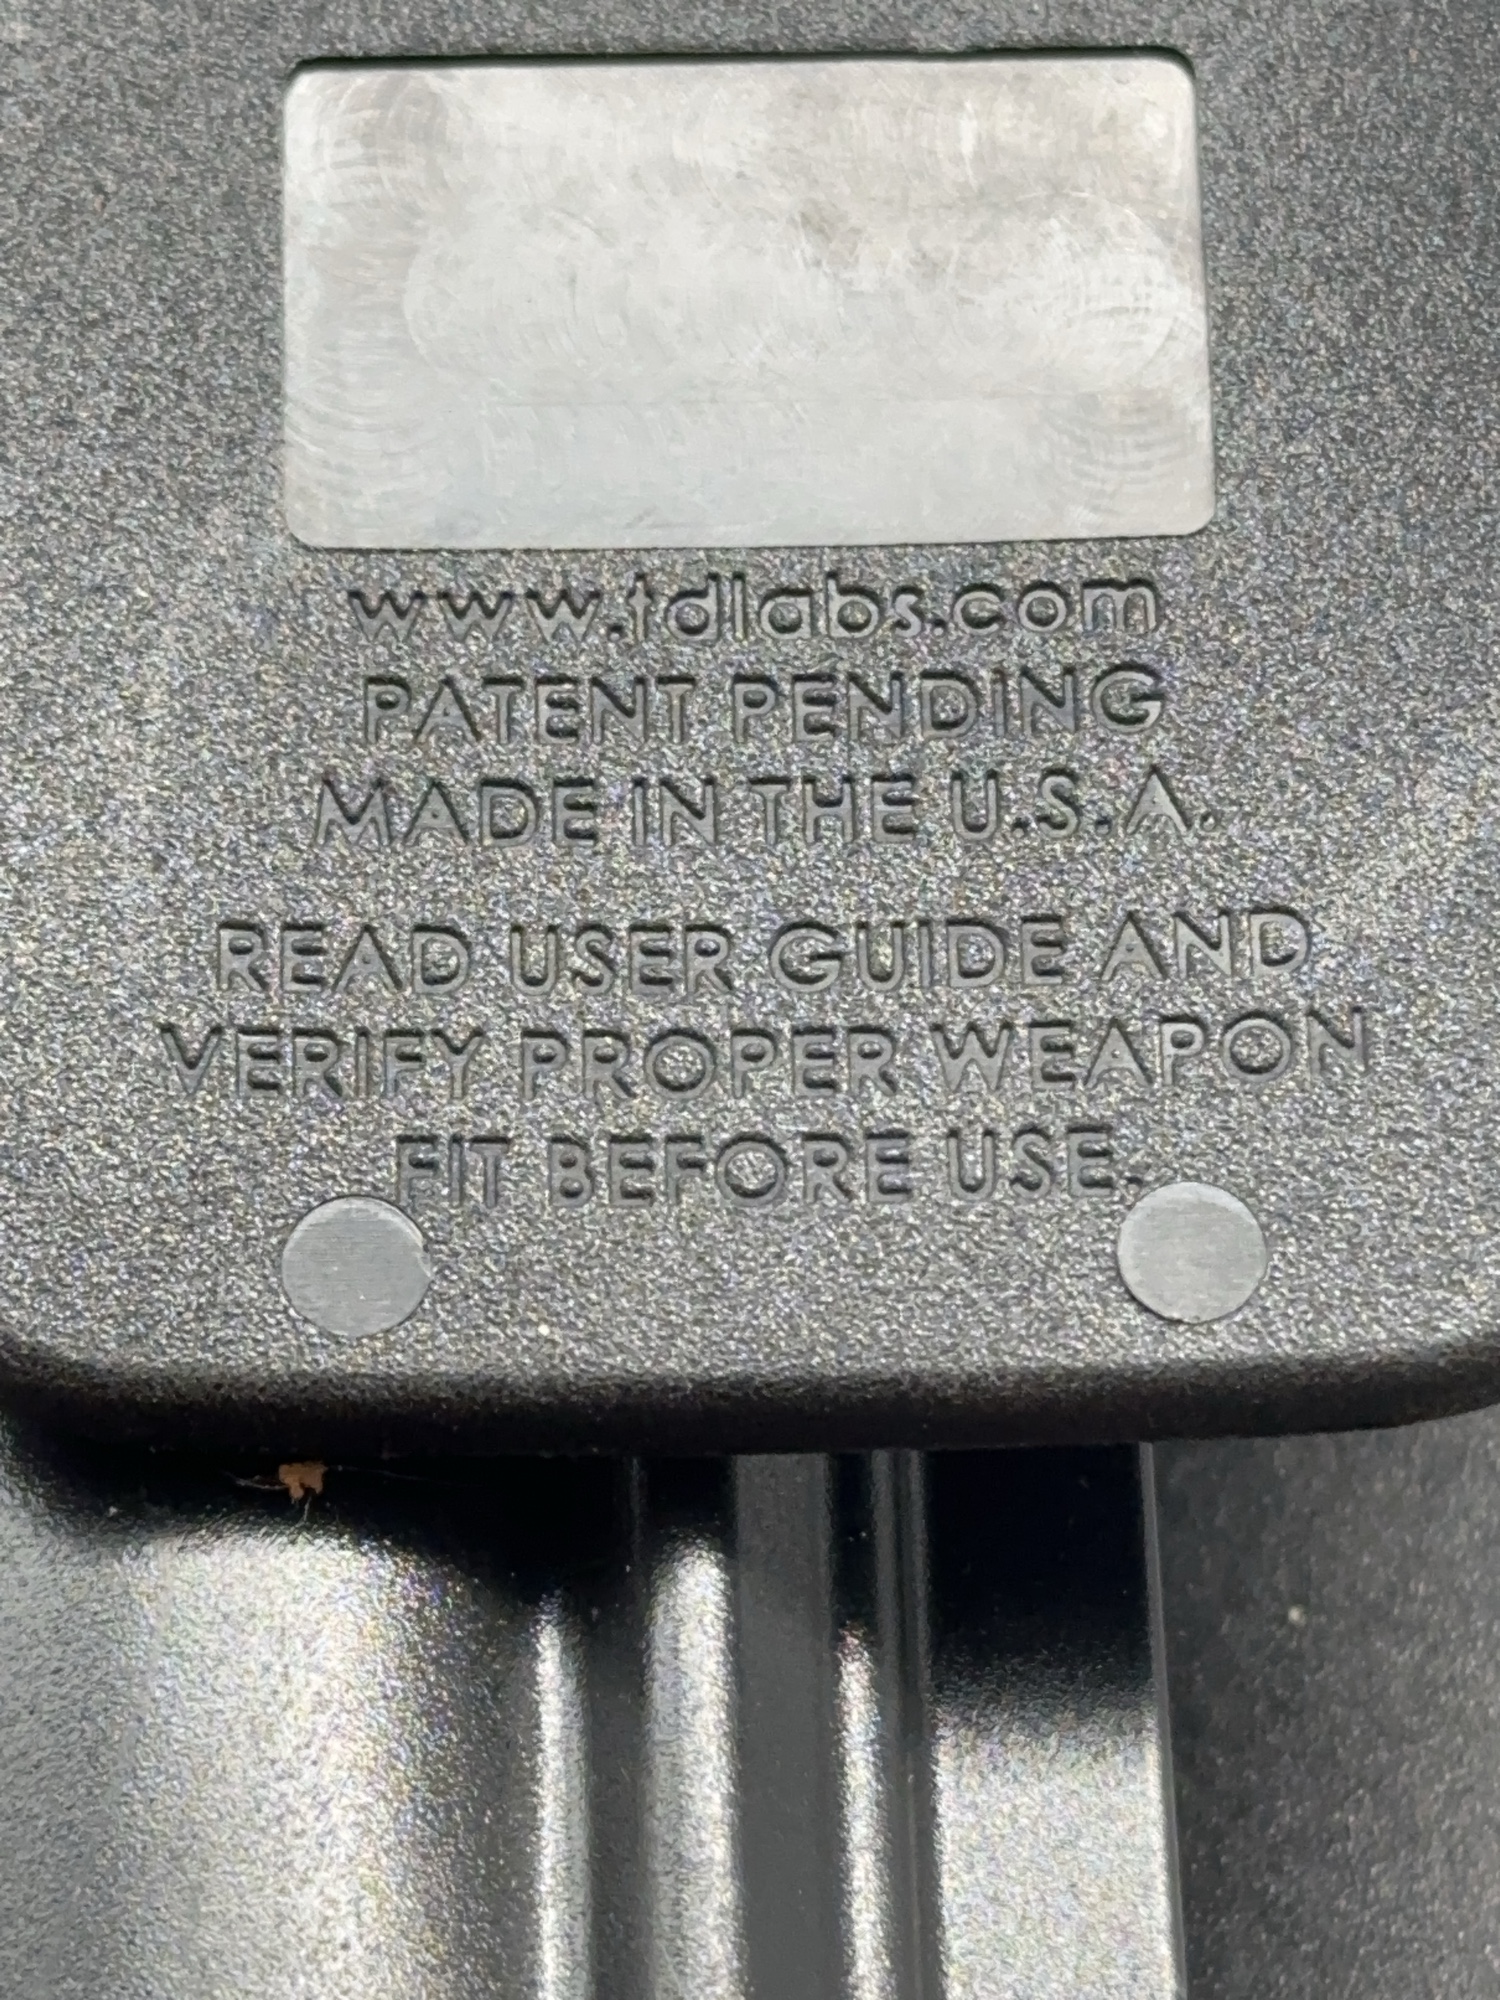 www.tdlabs.com
PATENT PENDING
MADE IN THE U.S.A.
READ USER GUIDE AND
VERIFY PROPER WEAPON
FIT BEFORE USE.